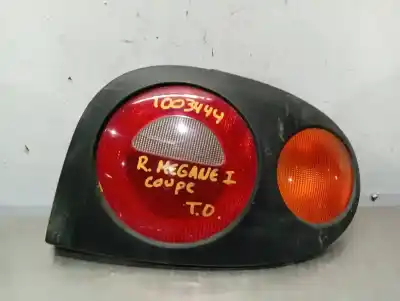 1003444
R. MEGANE I
COUPE
T.D.